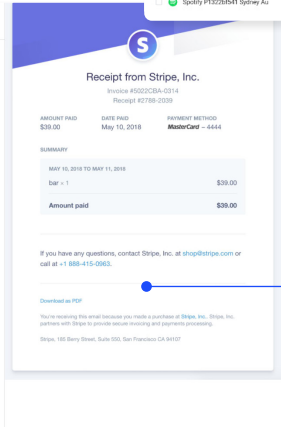 Spotify P1322bf541 Sydney Au
S
Receipt from Stripe, Inc.
Invoice #5022CBA-0314
Receipt #2788-2039
AMOUNT PAID DATE PAID PAYMENT METHOD
$39.00 May 10, 2018 MasterCard – 4444
SUMMARY
MAY 10, 2018 TO MAY 11, 2018
bar × 1 $39.00
Amount paid $39.00
If you have any questions, contact Stripe, Inc. at shop@stripe.com or
call at +1 888-415-0963.
Download as PDF
You're receiving this email because you made a purchase at Stripe, Inc.. Stripe, Inc.
partners with Stripe to provide secure invoicing and payments processing.
Stripe, 185 Berry Street, Suite 550, San Francisco CA 94107